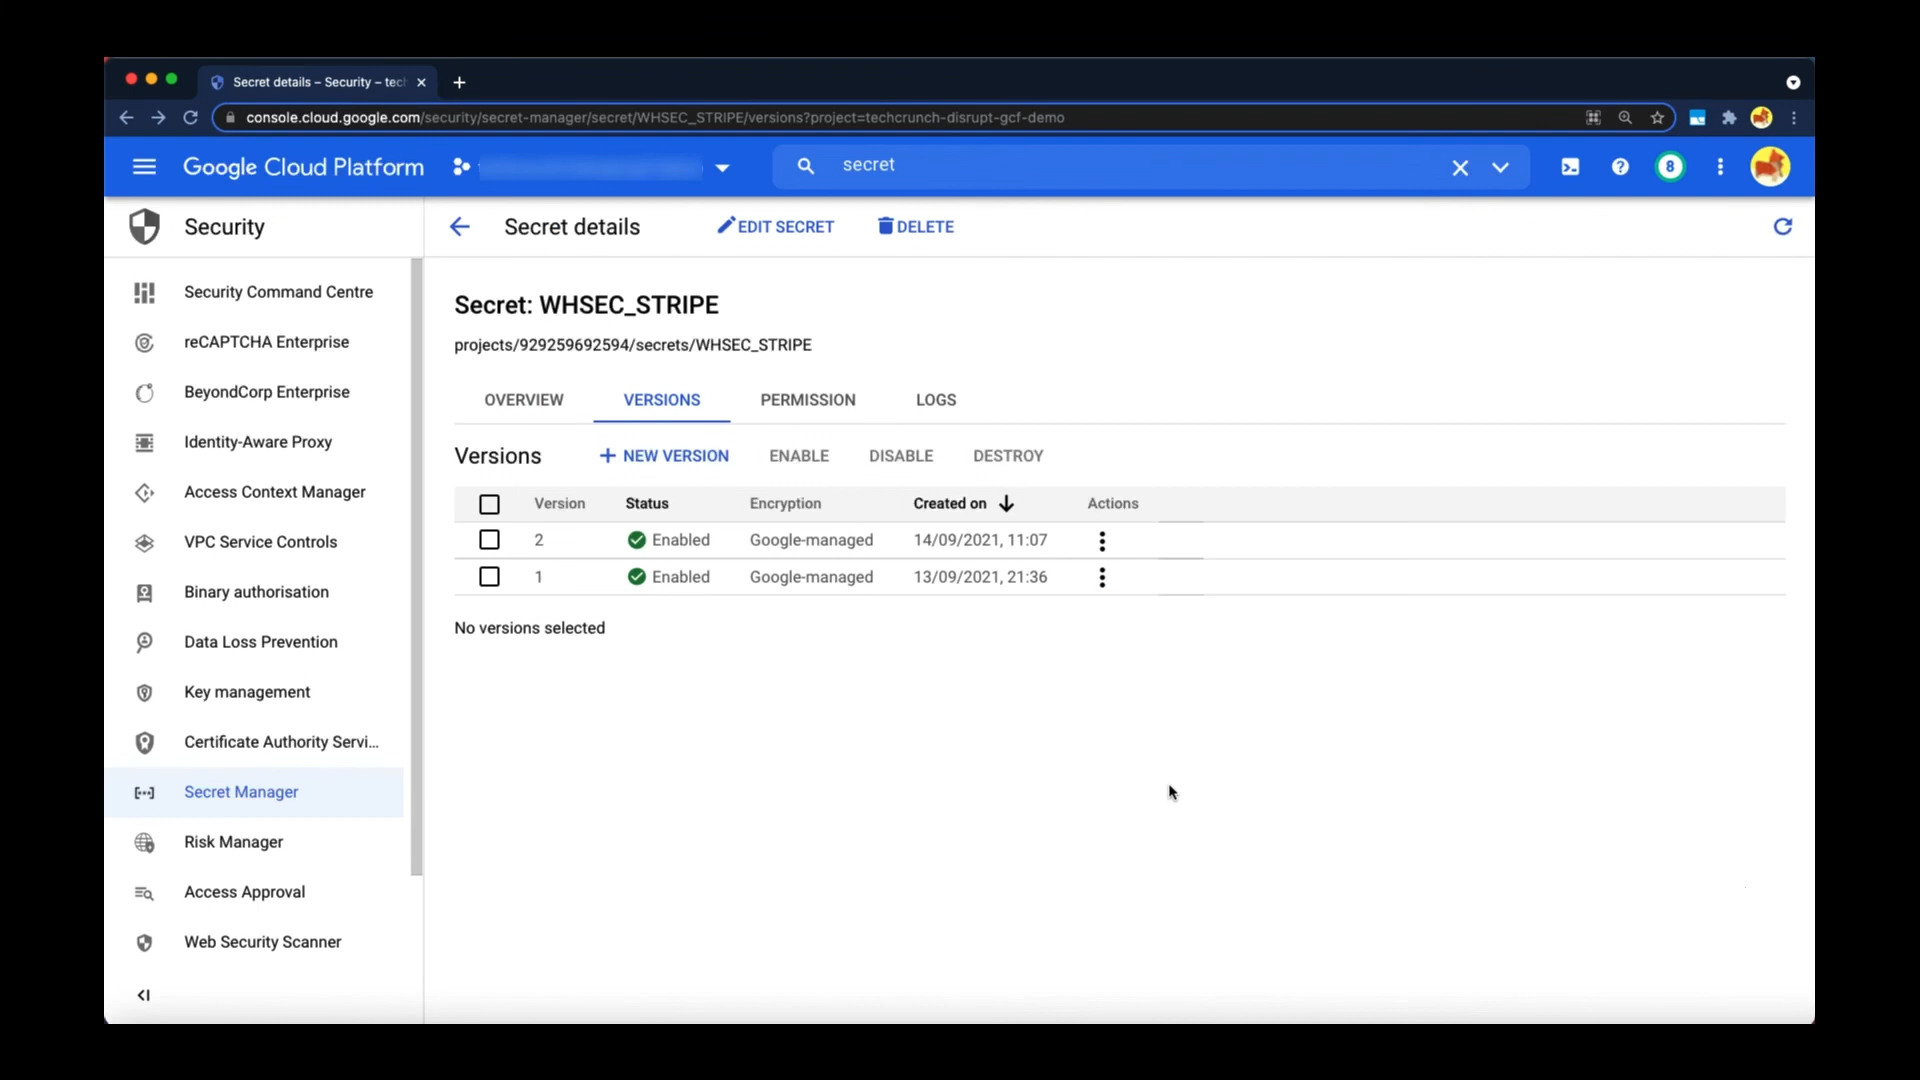 Secret details – Security – tec
console.cloud.google.com/security/secret-manager/secret/WHSEC_STRIPE/versions?project=techcrunch-disrupt-gcf-demo
Google Cloud Platform
secret
8
Security
Secret details
EDIT SECRET
DELETE
Security Command Centre
reCAPTCHA Enterprise
BeyondCorp Enterprise
Identity-Aware Proxy
Access Context Manager
VPC Service Controls
Binary authorisation
Data Loss Prevention
Key management
Certificate Authority Servi...
Secret Manager
Risk Manager
Access Approval
Web Security Scanner
Secret: WHSEC_STRIPE
projects/929259692594/secrets/WHSEC_STRIPE
OVERVIEW VERSIONS PERMISSION LOGS
Versions + NEW VERSION ENABLE DISABLE DESTROY
Version Status Encryption Created on Actions
2 Enabled Google-managed 14/09/2021, 11:07
1 Enabled Google-managed 13/09/2021, 21:36
No versions selected